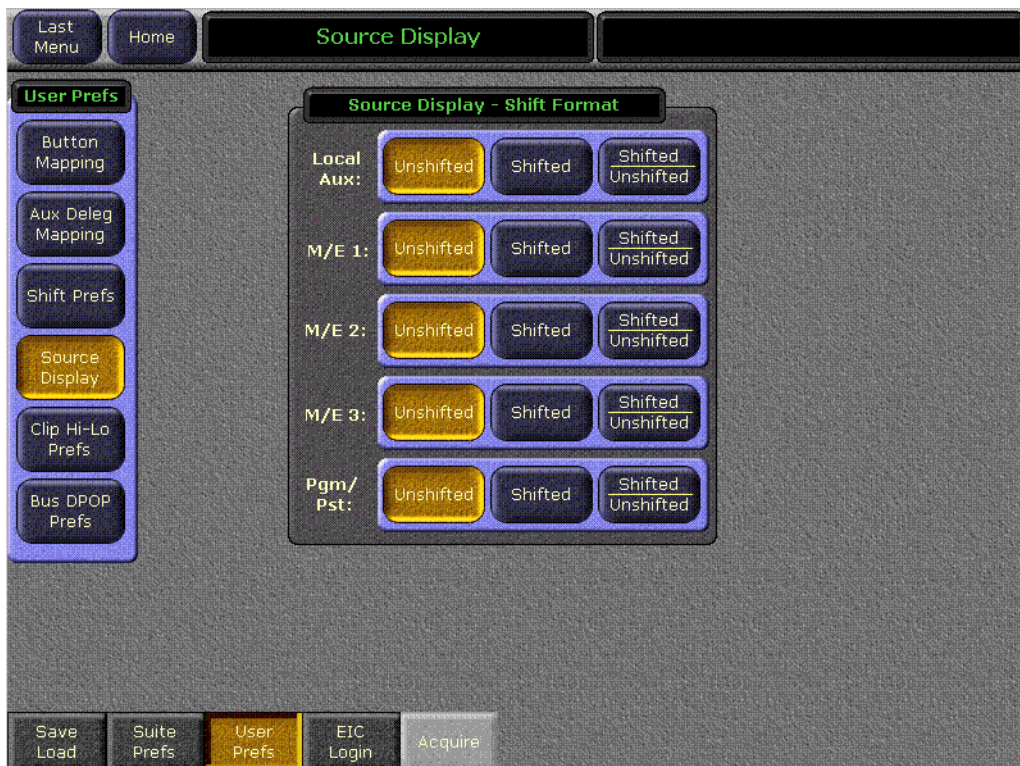 Last
Menu
Home
Source Display
User Prefs
Button
Mapping
Aux Deleg
Mapping
Shift Prefs
Source
Display
Clip Hi-Lo
Prefs
Bus DPOP
Prefs
Source Display - Shift Format
Local
Aux:
Unshifted
Shifted
Shifted
Unshifted
M/E 1:
Unshifted
Shifted
Shifted
Unshifted
M/E 2:
Unshifted
Shifted
Shifted
Unshifted
M/E 3:
Unshifted
Shifted
Shifted
Unshifted
Pgm/
Pst:
Unshifted
Shifted
Shifted
Unshifted
Save
Load
Suite
Prefs
User
Prefs
EIC
Login
Acquire